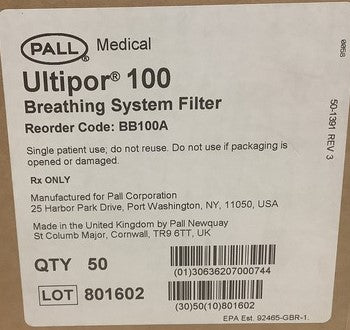 PALL® Medical
Ultipor® 100
Breathing System Filter
Reorder Code: BB100A
Single patient use; do not reuse. Do not use if packaging is
opened or damaged.
Rx ONLY
Manufactured for Pall Corporation
25 Harbor Park Drive, Port Washington, NY, 11050, USA
Made in the United Kingdom by Pall Newquay
St Columb Major, Cornwall, TR9 6TT, UK
QTY 50
(01)30636207000744
LOT 801602
(30)50(10)801602
EPA Est. 92465-GBR-1.
0088
50-1391 REV 3